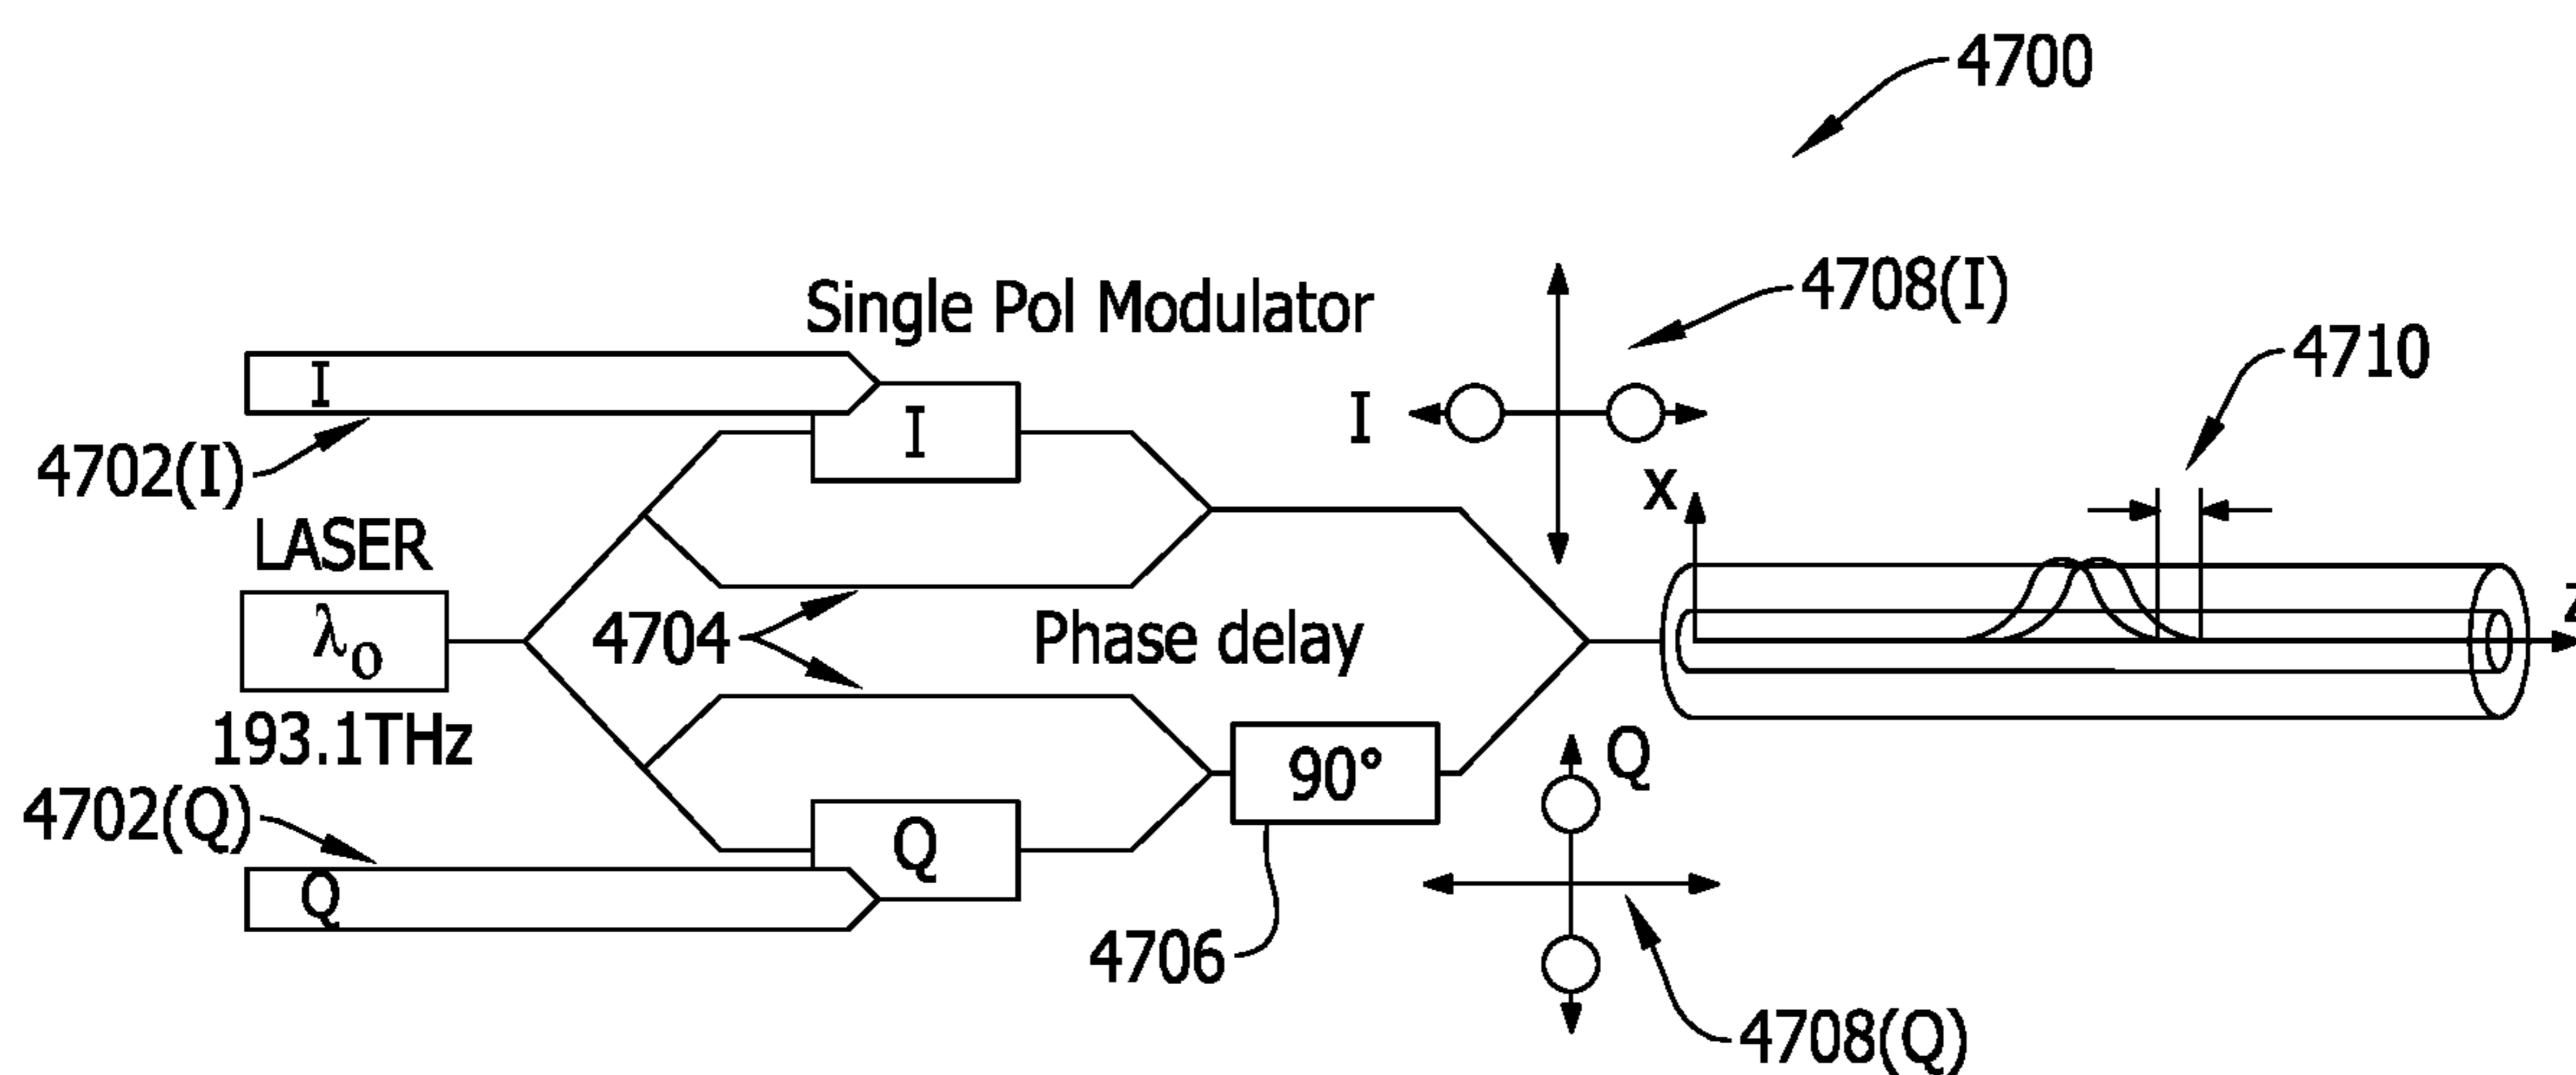 4700
Single Pol Modulator
4708(I)
4710
I
I
I
4702(I)
X
LASER
λo
4704
Phase delay
Z
193.1THz
90°
Q
4702(Q)
Q
Q
4706
4708(Q)